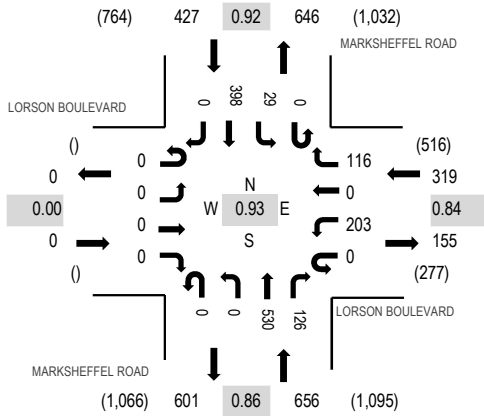 (764) 427 0.92 646 (1,032)
MARKSHEFFEL ROAD
0 398 29 0
LORSON BOULEVARD
() 0 116 (516)
0 0 0 319
0.00 N
W 0.93 E 0.84
0 0 203 155
S
() 0 0 (277)
0 0 530 126
LORSON BOULEVARD
MARKSHEFFEL ROAD
(1,066) 601 0.86 656 (1,095)